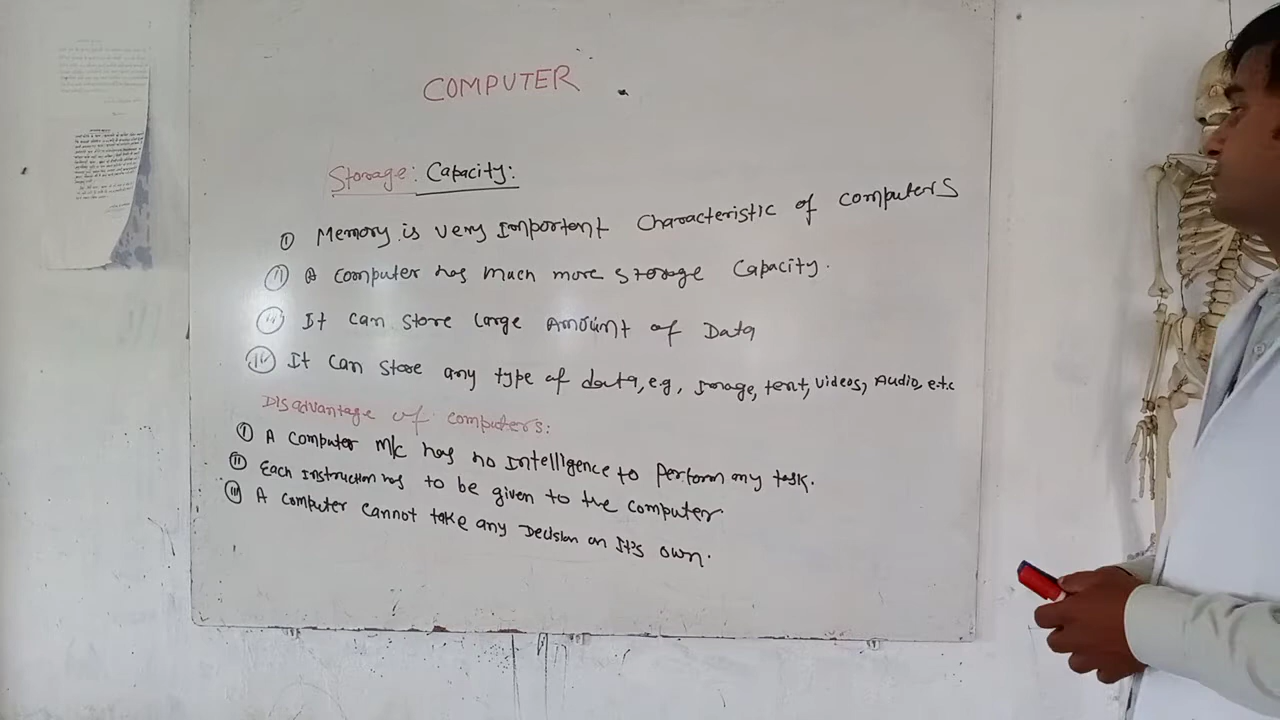 COMPUTER
Storage: Capacity:
(i) Memory is very Important Characteristic of computers
(ii) A computer has much more storage Capacity.
(iii) It can store large Amount of Data
(iv) It can store any type of data, e.g, Image, text, videos, Audio, e.t.c
Disadvantage of computers:
(i) A computer m/c has no Intelligence to perform any task.
(ii) Each instruction has to be given to the computer.
(iii) A computer cannot take any Decision on It's own.